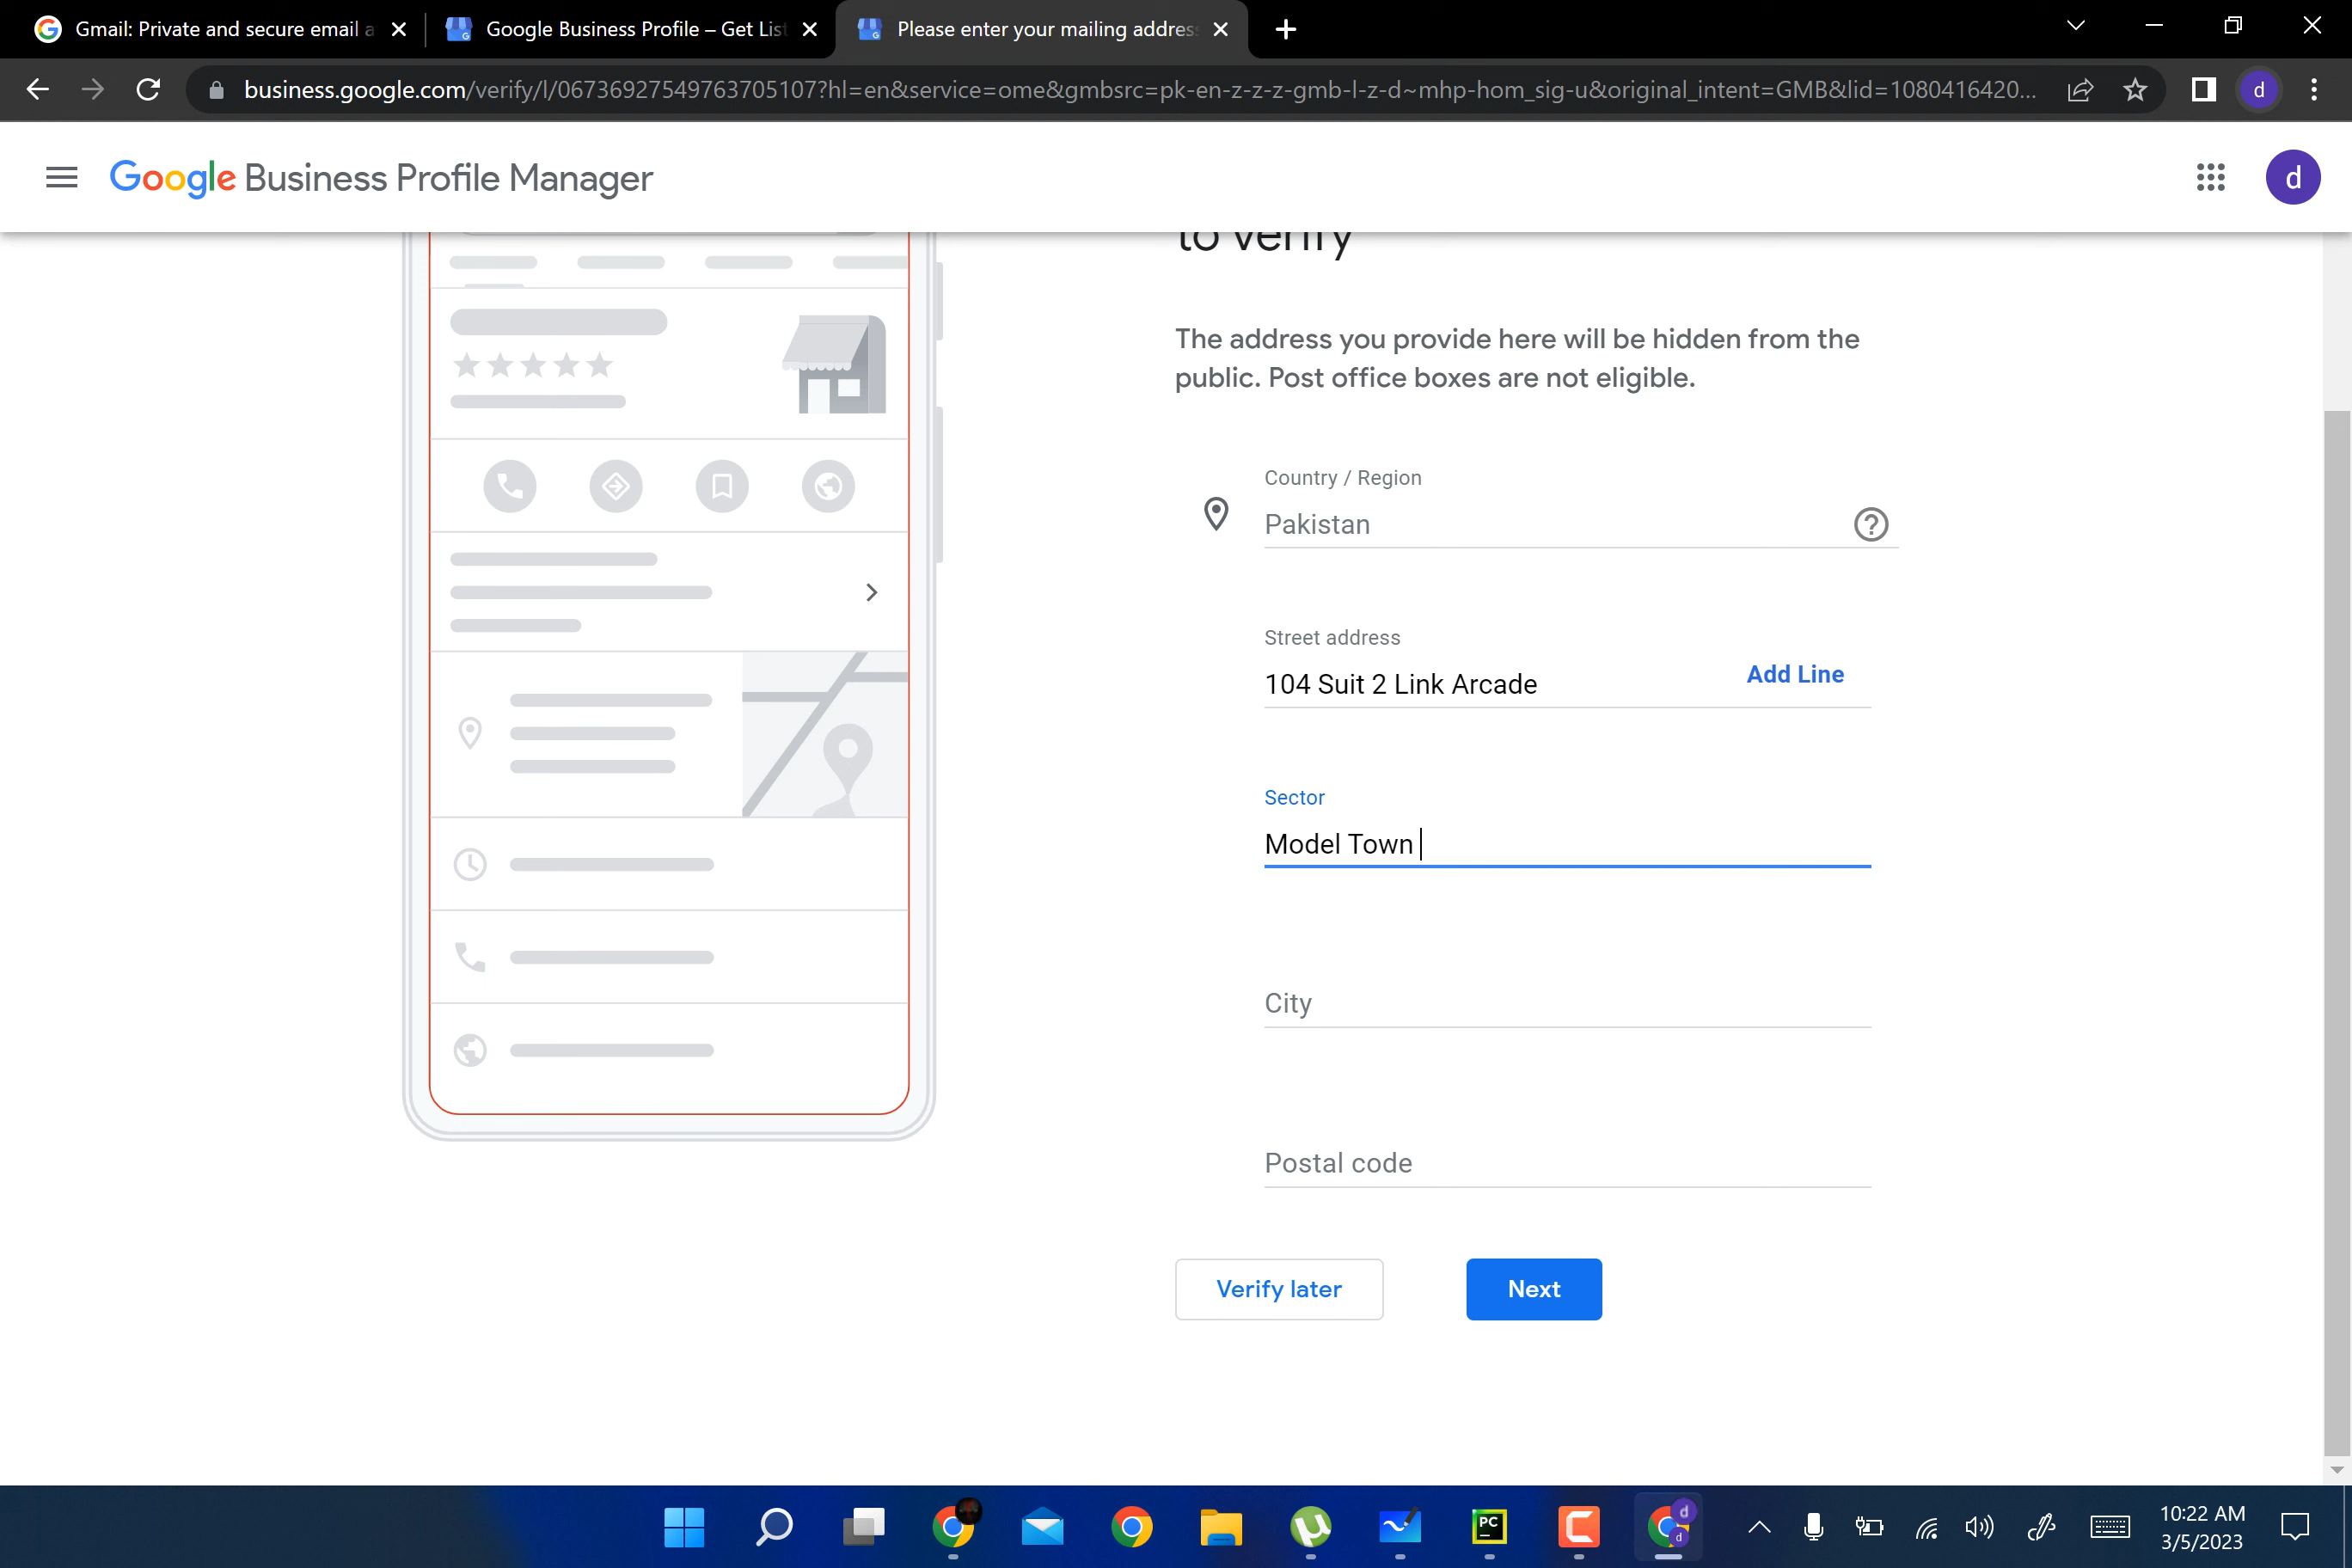 Gmail: Private and secure email a
Google Business Profile – Get List
Please enter your mailing address
business.google.com/verify/l/06736927549763705107?hl=en&service=ome&gmbsrc=pk-en-z-z-z-gmb-l-z-d~mhp-hom_sig-u&original_intent=GMB&lid=1080416420...
d
Google Business Profile Manager
d
to verify
The address you provide here will be hidden from the
public. Post office boxes are not eligible.
Country / Region
Pakistan
Street address
104 Suit 2 Link Arcade
Add Line
Sector
Model Town
City
Postal code
Verify later
Next
PC
d
d
10:22 AM
3/5/2023